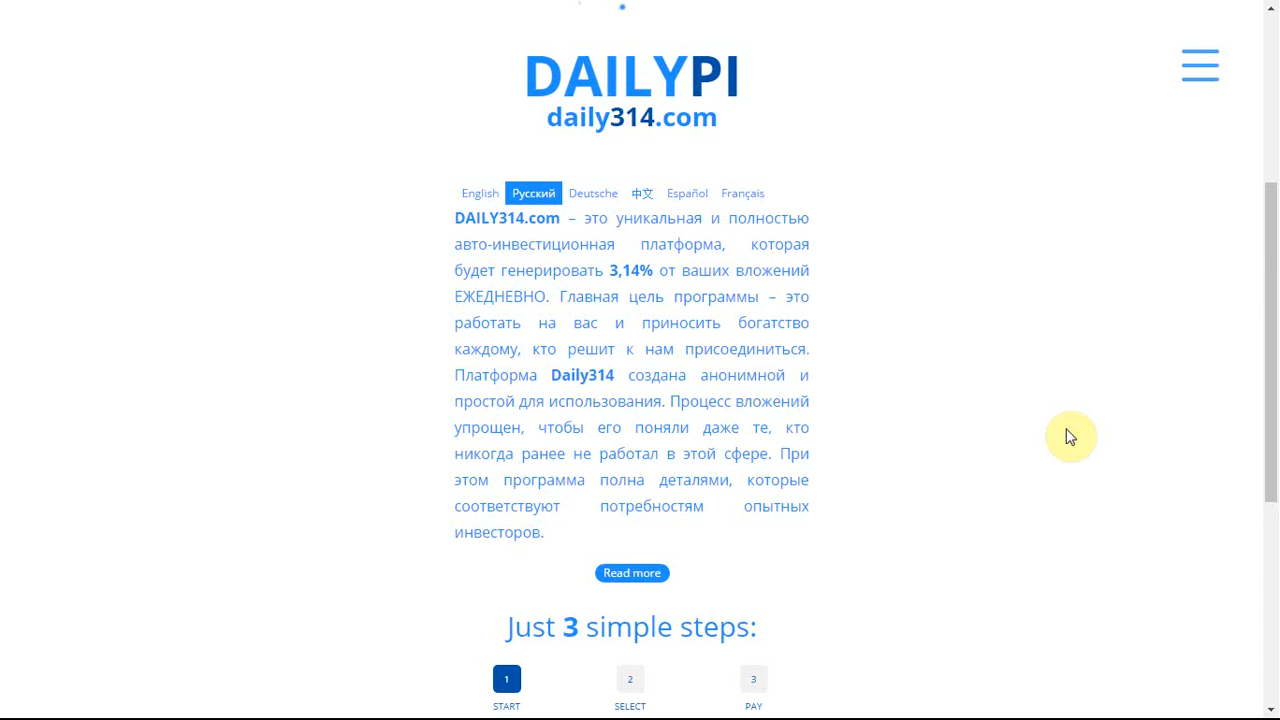 DAILYPI
daily314.com
English Русский Deutsche 中文 Español Français
DAILY314.com – это уникальная и полностью
авто-инвестиционная платформа, которая
будет генерировать 3,14% от ваших вложений
ЕЖЕДНЕВНО. Главная цель программы – это
работать на вас и приносить богатство
каждому, кто решит к нам присоединиться.
Платформа Daily314 создана анонимной и
простой для использования. Процесс вложений
упрощен, чтобы его поняли даже те, кто
никогда ранее не работал в этой сфере. При
этом программа полна деталями, которые
соответствуют потребностям опытных
инвесторов.
Read more
Just 3 simple steps:
1 2 3
START SELECT PAY